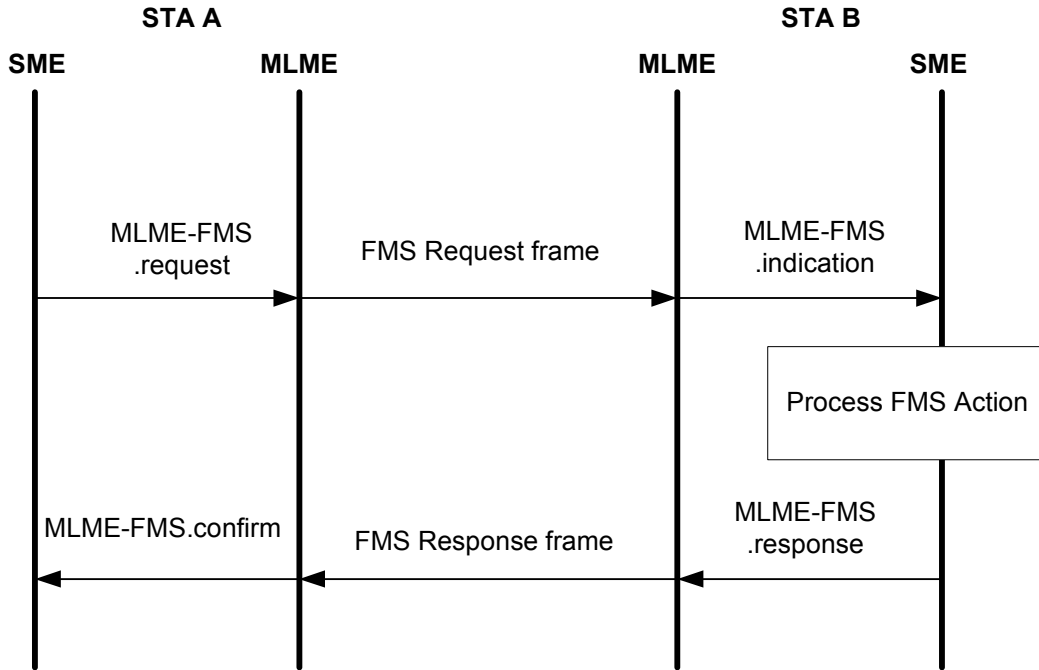 STA A
STA B
SME
MLME
MLME
SME
MLME-FMS
.request
FMS Request frame
MLME-FMS
.indication
Process FMS Action
MLME-FMS.confirm
FMS Response frame
MLME-FMS
.response